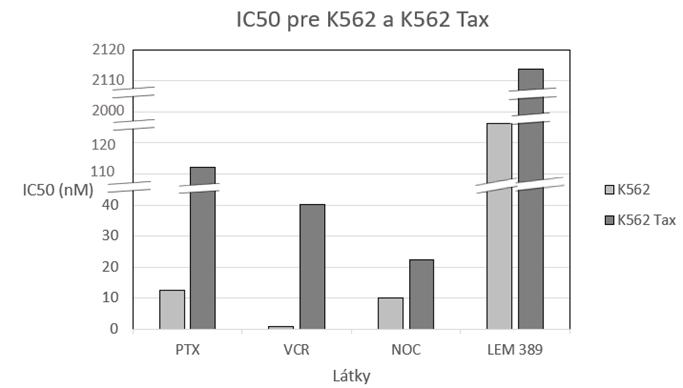 IC50 pre K562 a K562 Tax
2120
2110
2000
120
110
IC50 (nM)
40
30
20
10
0
PTX VCR NOC LEM 389
Látky
K562
K562 Tax